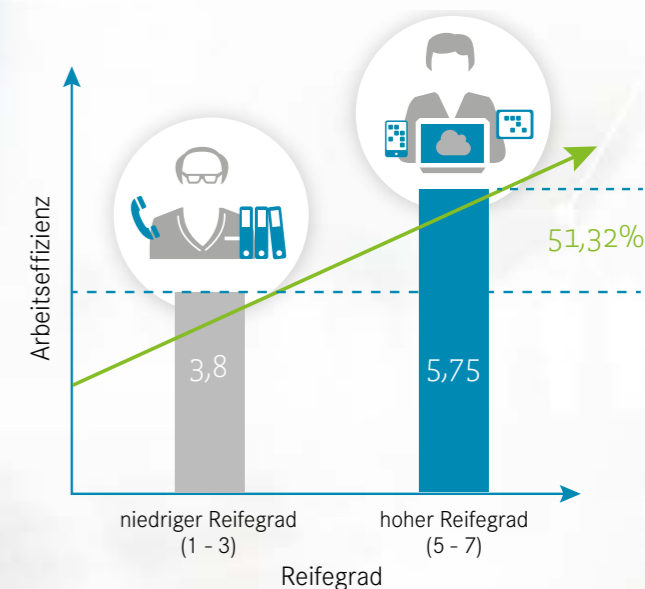 Arbeitseffizienz
51,32%
3,8
5,75
niedriger Reifegrad
(1 - 3)
hoher Reifegrad
(5 - 7)
Reifegrad